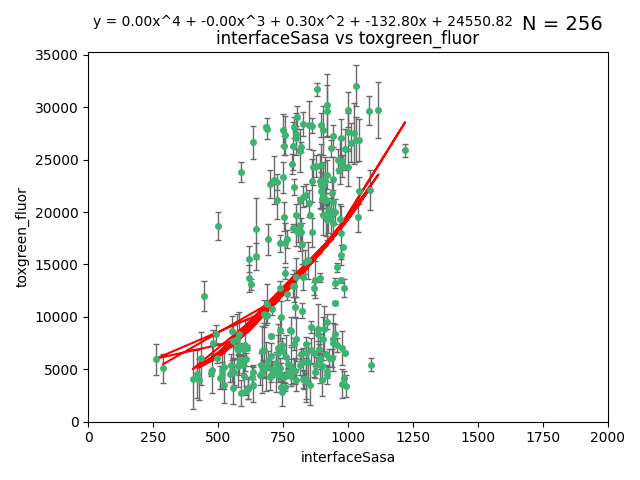 y = 0.00x^4 + -0.00x^3 + 0.30x^2 + -132.80x + 24550.82 N = 256
interfaceSasa vs toxgreen_fluor
35000
30000
25000
20000
15000
10000
5000
0
toxgreen_fluor
0 250 500 750 1000 1250 1500 1750 2000
interfaceSasa